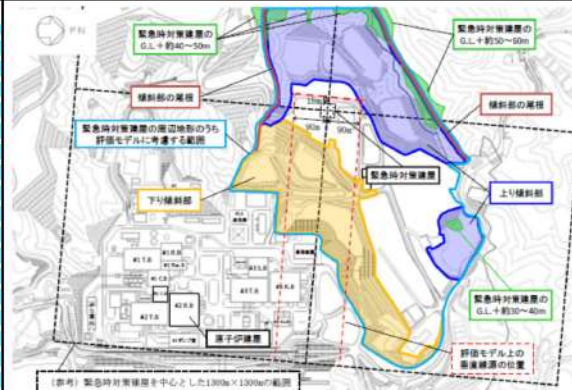 緊急時対策建屋の
G.L.+約40~50m
緊急時対策建屋の
G.L.+約50~60m
傾斜部の尾根
傾斜部の尾根
緊急時対策建屋の周辺地形のうち
評価モデルに考慮する範囲
90m
90m
緊急時対策建屋
下り傾斜部
上り傾斜部
緊急時対策建屋の
G.L.+約30~40m
#1T.B.
#2T.B.
#2R.B.
原子炉建屋
評価モデル上の
垂直線源の位置
(参考)緊急時対策建屋を中心とした1300m×1300mの範囲